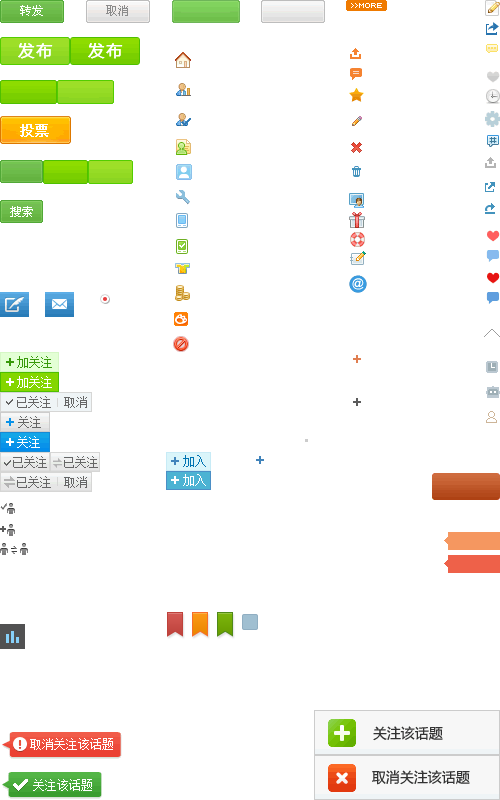 转发 取消 >>MORE
发布 发布
投票
搜索
+加关注
+加关注
已关注 | 取消
+关注
+关注
已关注 已关注
已关注 | 取消
+加入
+加入
取消关注该话题
关注该话题
关注该话题
取消关注该话题